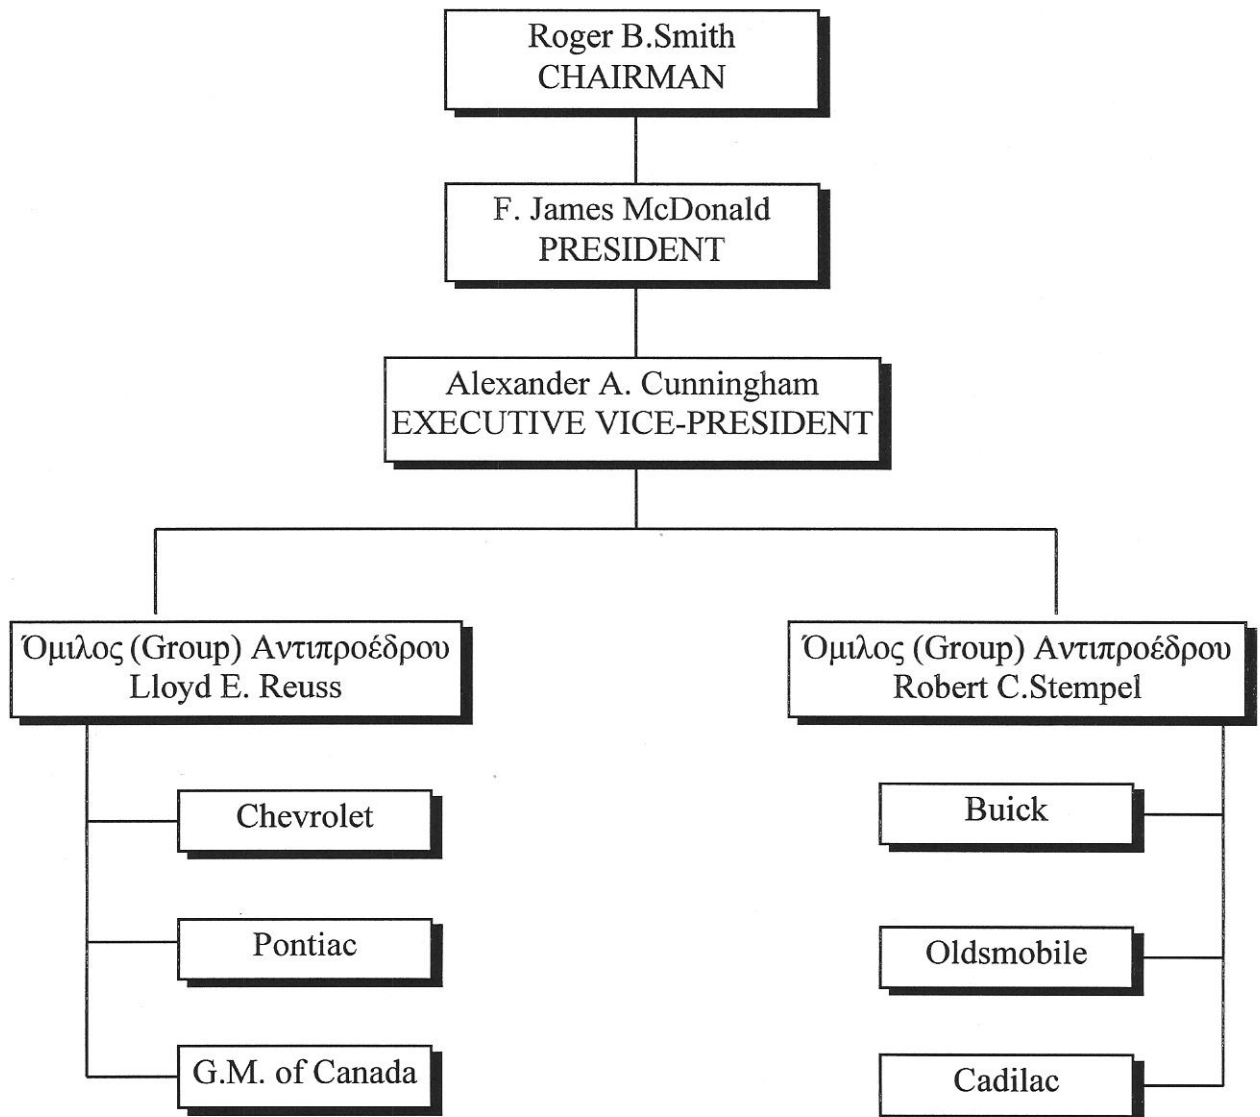 Roger B.Smith
CHAIRMAN
F. James McDonald
PRESIDENT
Alexander A. Cunningham
EXECUTIVE VICE-PRESIDENT
Όμιλος (Group) Αντιπροέδρου
Lloyd E. Reuss
Όμιλος (Group) Αντιπροέδρου
Robert C.Stempel
Chevrolet
Pontiac
G.M. of Canada
Buick
Oldsmobile
Cadilac